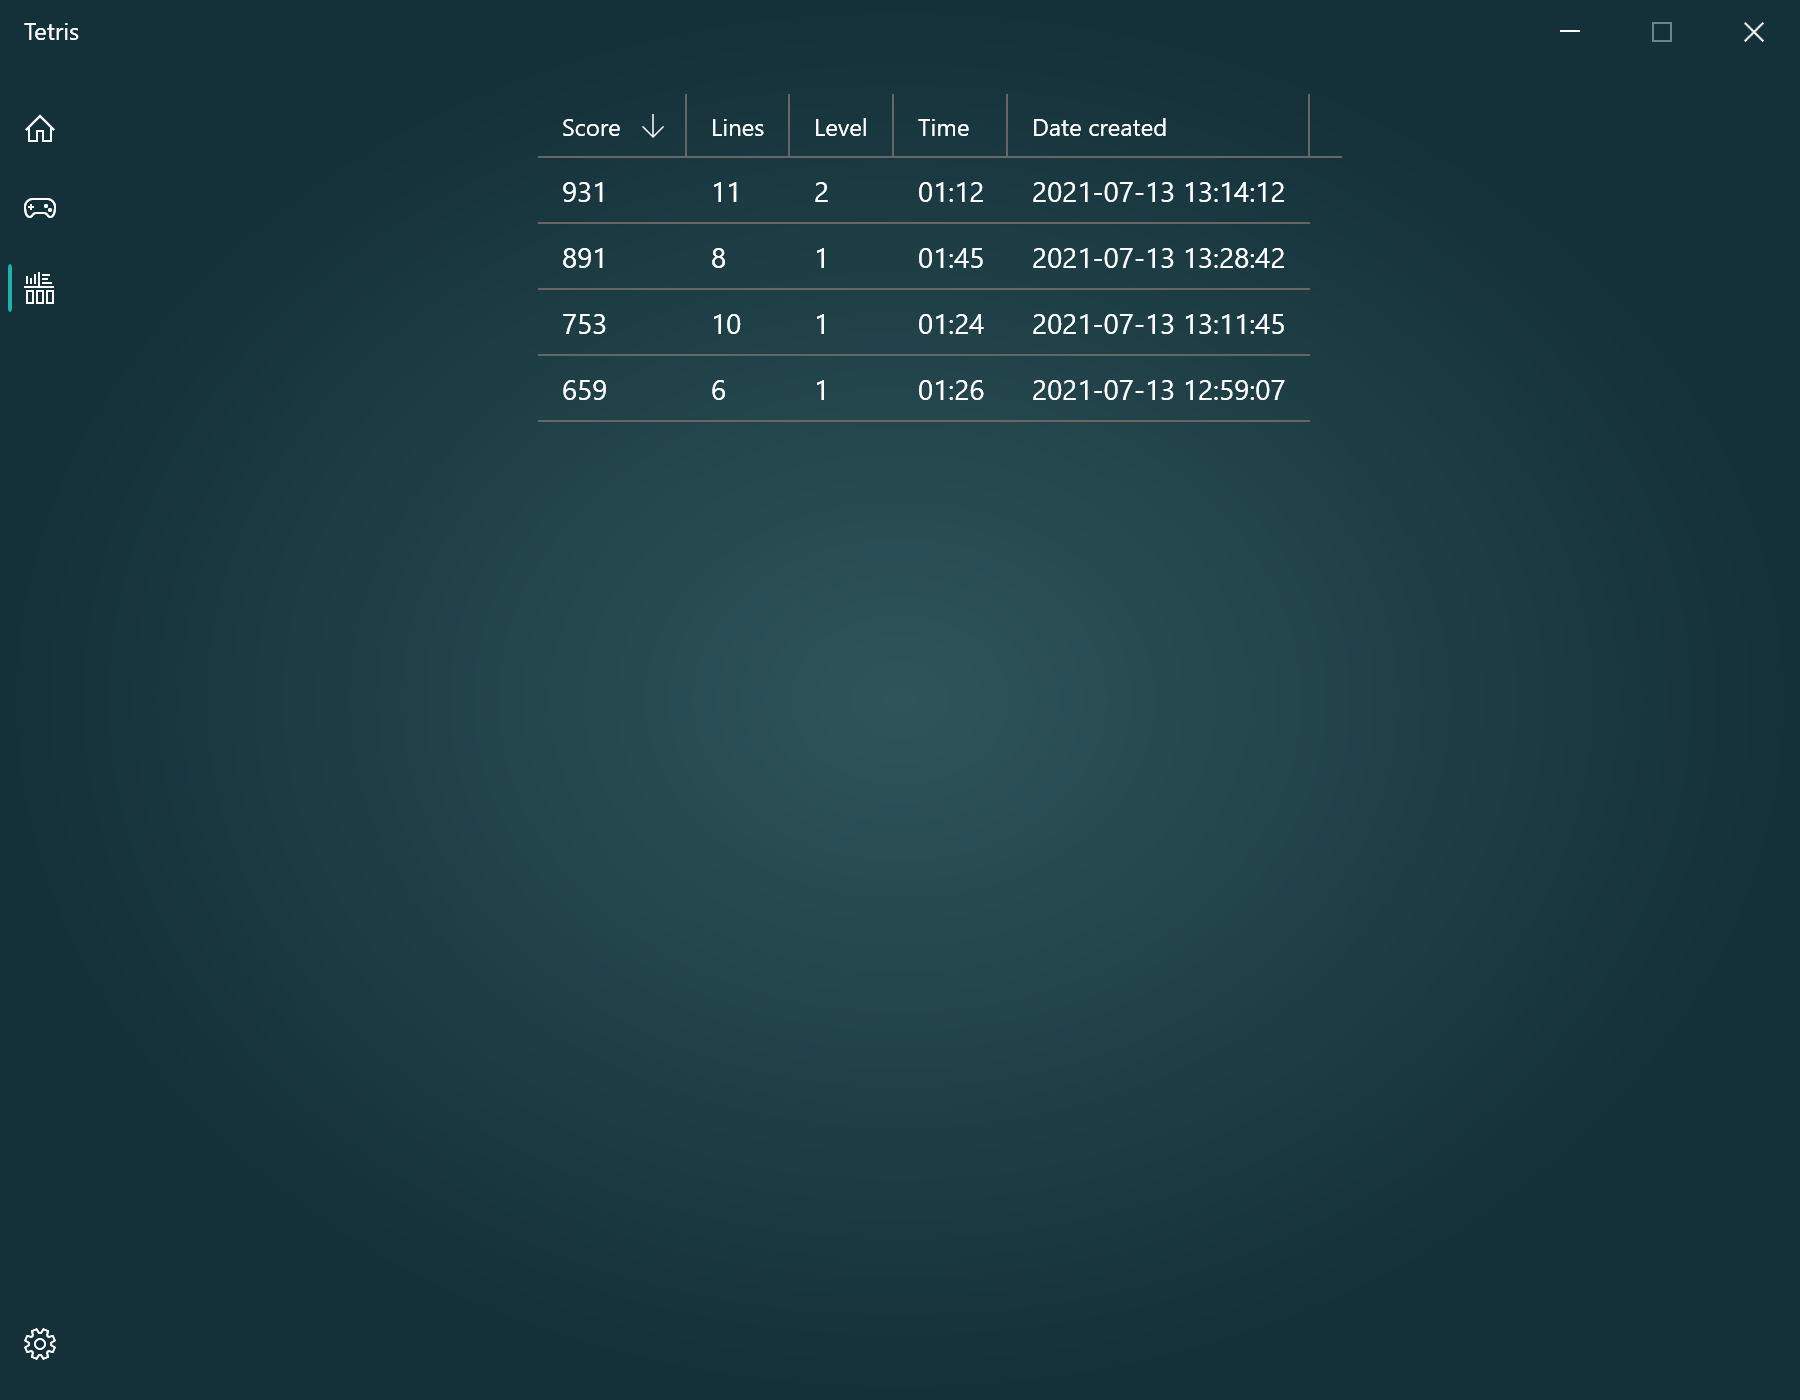 Tetris
Score Lines Level Time Date created
931 11 2 01:12 2021-07-13 13:14:12
891 8 1 01:45 2021-07-13 13:28:42
753 10 1 01:24 2021-07-13 13:11:45
659 6 1 01:26 2021-07-13 12:59:07